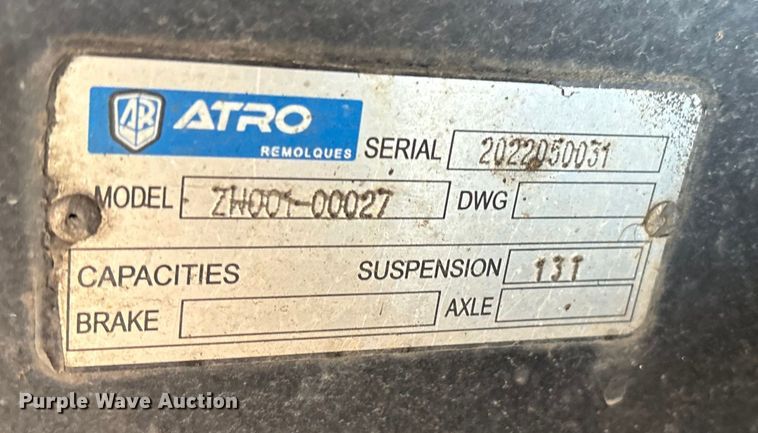 AR ATRO
REMOLQUES
SERIAL 2022050031
MODEL ZW001-00027 DWG
CAPACITIES SUSPENSION 13T
BRAKE AXLE
Purple Wave Auction